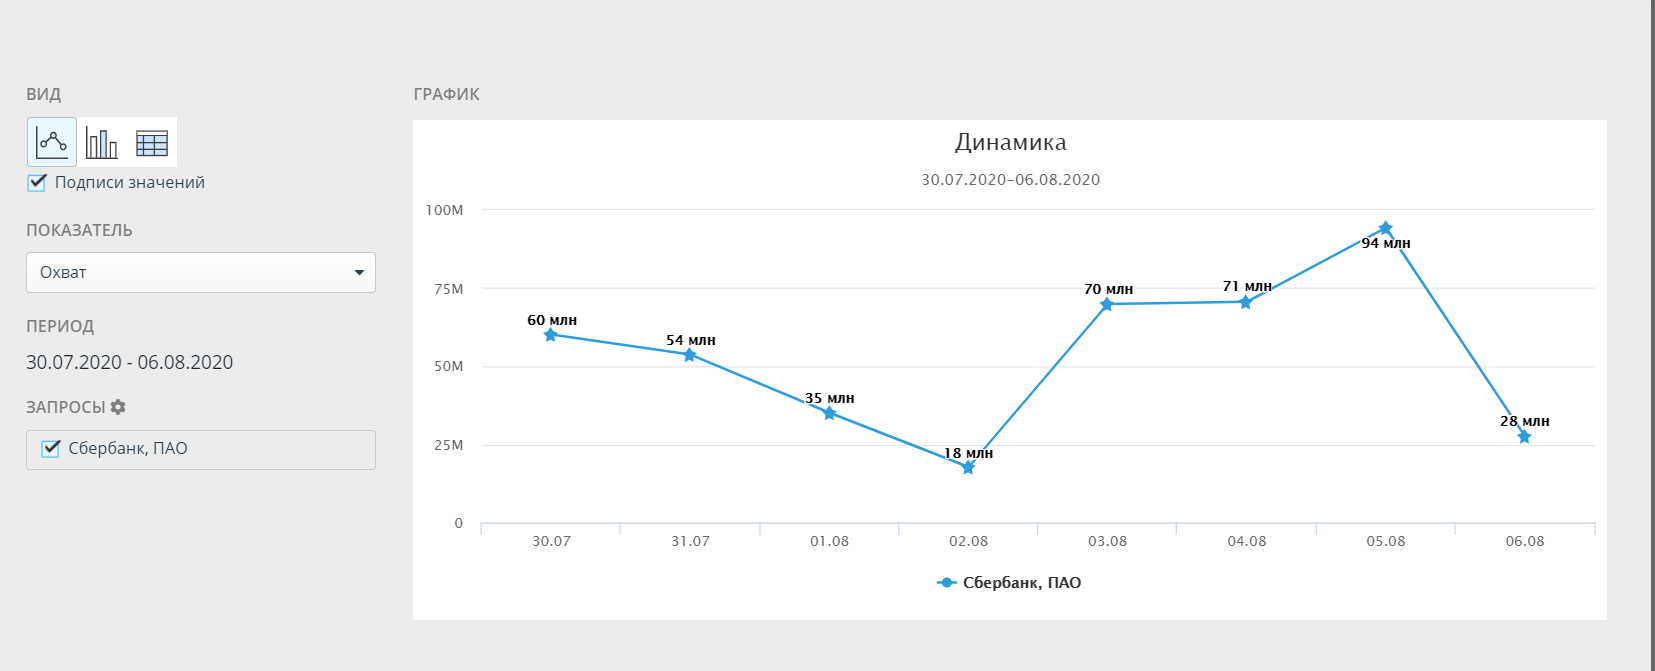 ВИД
Подписи значений
ПОКАЗАТЕЛЬ
Охват
ПЕРИОД
30.07.2020 - 06.08.2020
ЗАПРОСЫ
Сбербанк, ПАО
ГРАФИК
Динамика
30.07.2020–06.08.2020
100M
75M
50M
25M
0
60 млн
54 млн
35 млн
18 млн
70 млн
71 млн
94 млн
28 млн
30.07
31.07
01.08
02.08
03.08
04.08
05.08
06.08
Сбербанк, ПАО